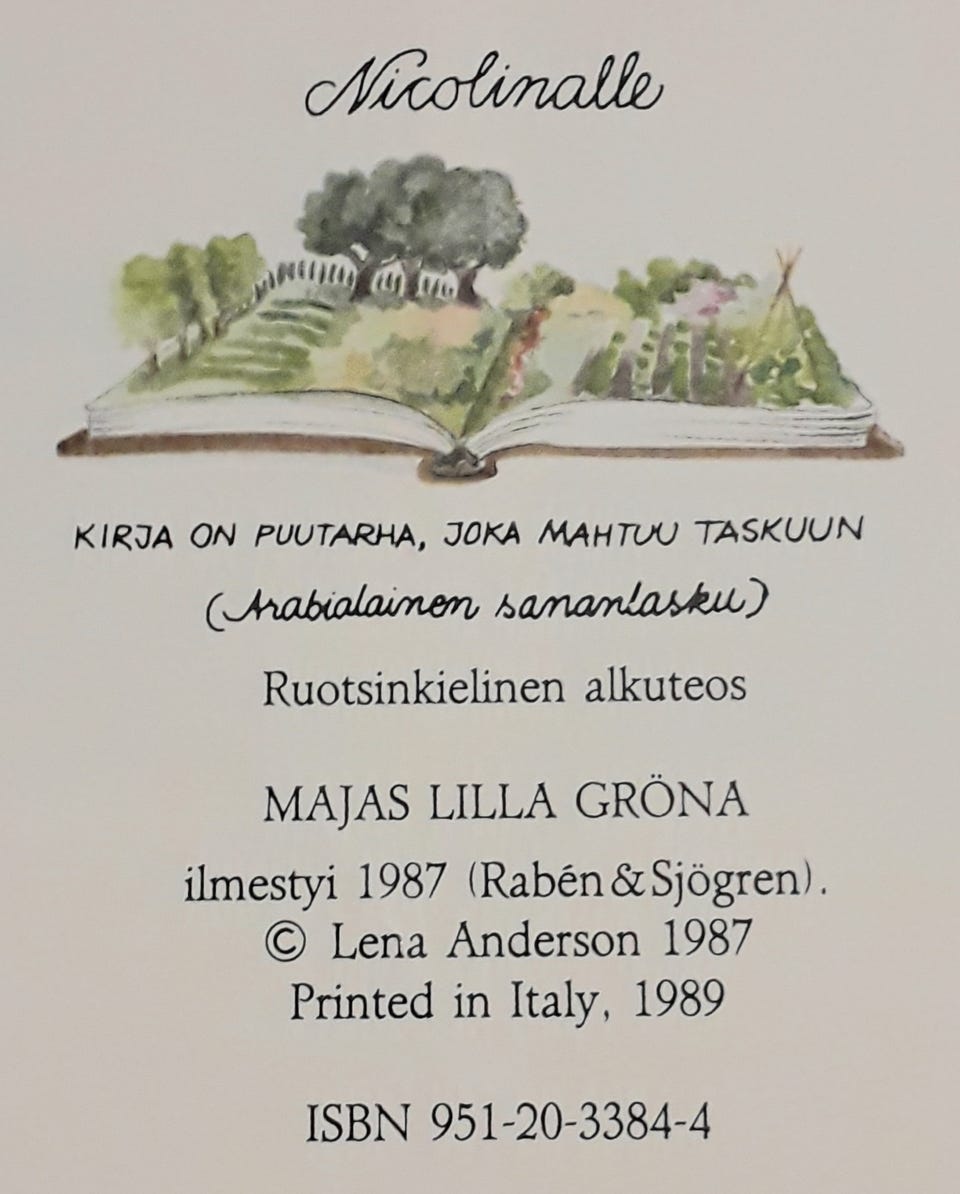 Nicolinalle
KIRJA ON PUUTARHA, JOKA MAHTUU TASKUUN
(Arabialainen sananlasku)
Ruotsinkielinen alkuteos
MAJAS LILLA GRÖNA
ilmestyi 1987 (Rabén & Sjögren).
© Lena Anderson 1987
Printed in Italy, 1989
ISBN 951-20-3384-4